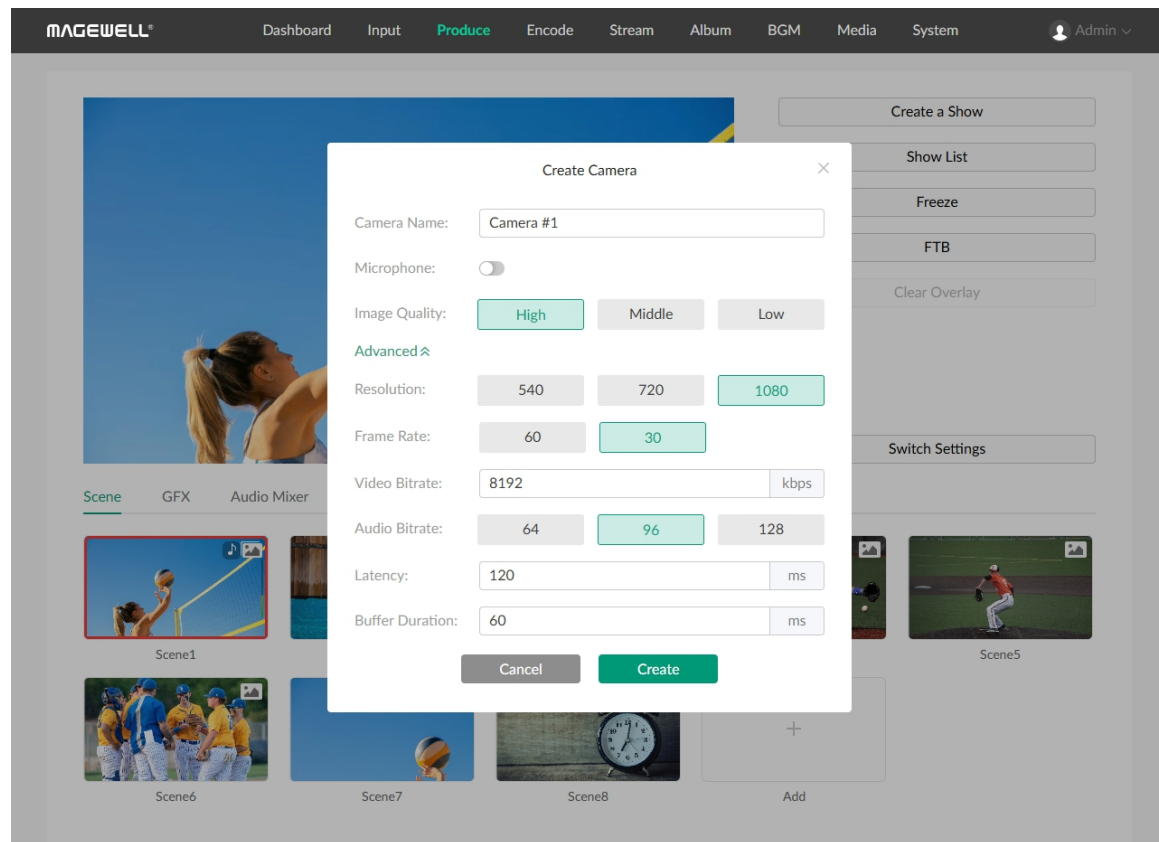 MAGEWELL®
Dashboard Input Produce Encode Stream Album BGM Media System Admin
Create a Show
Show List
Freeze
FTB
Clear Overlay
Switch Settings
Create Camera
Camera Name: Camera #1
Microphone:
Image Quality: High Middle Low
Advanced
Resolution: 540 720 1080
Frame Rate: 60 30
Video Bitrate: 8192 kbps
Audio Bitrate: 64 96 128
Latency: 120 ms
Buffer Duration: 60 ms
Cancel Create
Scene GFX Audio Mixer
Scene1 Scene5
Scene6 Scene7 Scene8 Add